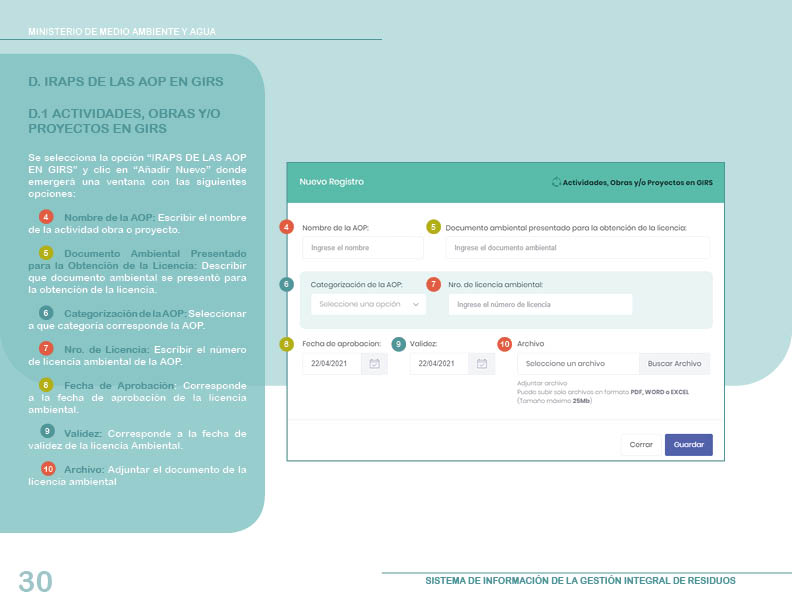 MINISTERIO DE MEDIO AMBIENTE Y AGUA
D. IRAPS DE LAS AOP EN GIRS
D.1 ACTIVIDADES, OBRAS Y/O
PROYECTOS EN GIRS
Se selecciona la opción “IRAPS DE LAS AOP
EN GIRS” y clic en “Añadir Nuevo” donde
emergerá una ventana con las siguientes
opciones:
4 Nombre de la AOP: Escribir el nombre
de la actividad obra o proyecto.
5 Documento Ambiental Presentado
para la Obtención de la Licencia: Describir
que documento ambiental se presentó para
la obtención de la licencia.
6 Categorización de la AOP: Seleccionar
a que categoría corresponde la AOP.
7 Nro. de Licencia: Escribir el número
de licencia ambiental de la AOP.
8 Fecha de Aprobación: Corresponde
a la fecha de aprobación de la licencia
ambiental.
9 Validez: Corresponde a la fecha de
validez de la licencia Ambiental.
10 Archivo: Adjuntar el documento de la
licencia ambiental
Nuevo Registro Actividades, Obras y/o Proyectos en GIRS
4 Nombre de la AOP: 5 Documento ambiental presentado para la obtención de la licencia:
Ingrese el nombre Ingrese el documento ambiental
6 Categorización de la AOP: 7 Nro. de licencia ambiental:
Seleccione una opción Ingrese el número de licencia
8 Fecha de aprobacion: 9 Validez: 10 Archivo
22/04/2021 22/04/2021 Seleccione un archivo Buscar Archivo
Adjuntar archivo
Puede subir solo archivos en formato PDF, WORD o EXCEL
(Tamaño máximo 25Mb)
Cerrar Guardar
30
SISTEMA DE INFORMACIÓN DE LA GESTIÓN INTEGRAL DE RESIDUOS